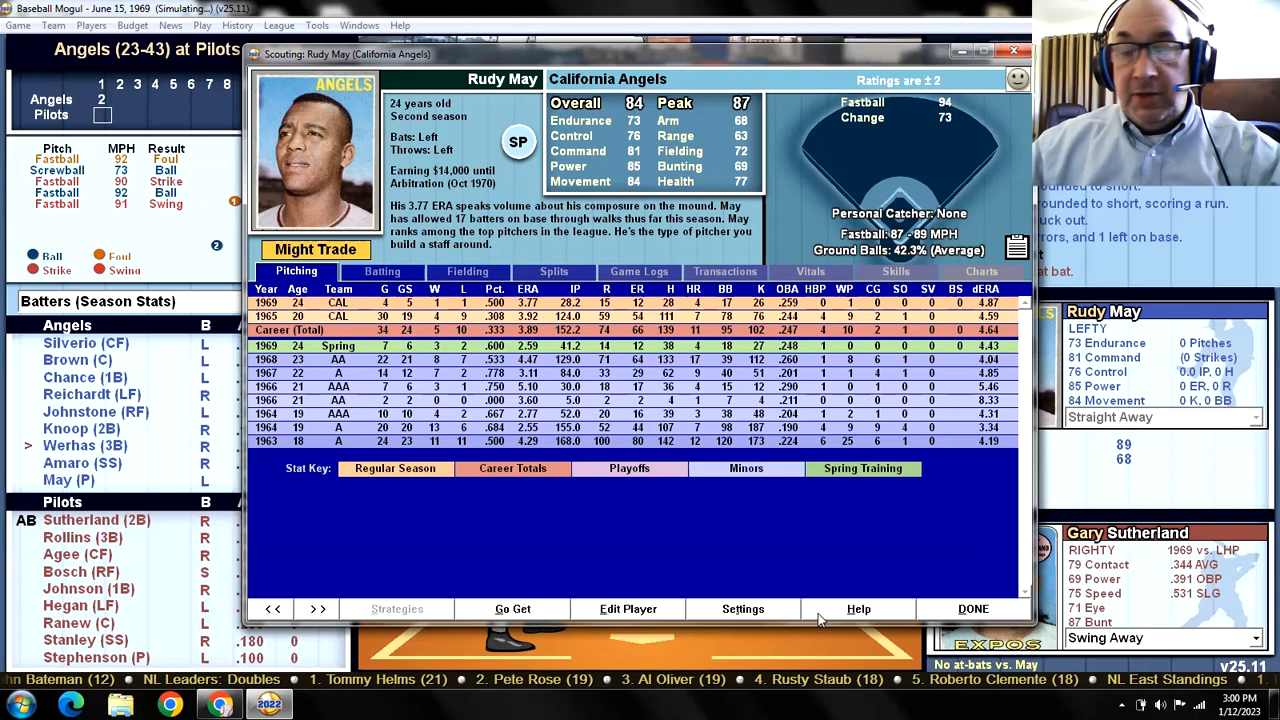 Baseball Mogul - June 15, 1969 (Simulating...) (v25.11)
Game Team Players Budget News Play History League Tools Windows Help
Angels (23-43) at Pilots
1 2 3 4 5 6 7 8
Angels 2
Pilots
Pitch MPH Result
Fastball 92 Foul
Screwball 73 Ball
Fastball 90 Strike
Fastball 92 Ball
Fastball 91 Swing
1
2
Ball Foul
Strike Swing
Batters (Season Stats)
Angels B
Silverio (CF) L
Brown (C) L
Chance (1B) L
Reichardt (LF) R
Johnstone (RF) L
Knoop (2B) R
> Werhas (3B) R
Amaro (SS) R
May (P) L
Pilots B
AB Sutherland (2B) R
Rollins (3B) R
Agee (CF) R
Bosch (RF) S
Johnson (1B) R
Hegan (LF) L
Ranew (C) L
Stanley (SS) R .180 0
Stephenson (P) L .100 0
Scouting: Rudy May (California Angels)
ANGELS
Rudy May
California Angels
Ratings are ± 2
24 years old
Second season
Bats: Left
Throws: Left
Earning $14,000 until
Arbitration (Oct 1970)
SP
Overall 84 Peak 87
Endurance 73 Arm 68
Control 76 Range 63
Command 81 Fielding 72
Power 85 Bunting 69
Movement 84 Health 77
Fastball 94
Change 73
Personal Catcher: None
Fastball: 87 - 89 MPH
Ground Balls: 42.3% (Average)
His 3.77 ERA speaks volume about his composure on the mound. May
has allowed 17 batters on base through walks thus far this season. May
ranks among the top pitchers in the league. He's the type of pitcher you
build a staff around.
Might Trade
Pitching Batting Fielding Splits Game Logs Transactions Vitals Skills Charts
Year Age Team G GS W L Pct. ERA IP R ER H HR BB K OBA HBP WP CG SO SV BS dERA
1969 24 CAL 4 5 1 1 .500 3.77 28.2 15 12 28 4 17 26 .259 0 1 0 0 0 0 4.87
1965 20 CAL 30 19 4 9 .308 3.92 124.0 59 54 111 7 78 76 .244 4 9 2 1 0 0 4.59
Career (Total) 34 24 5 10 .333 3.89 152.2 74 66 139 11 95 102 .247 4 10 2 1 0 0 4.64
1969 24 Spring 7 6 3 2 .600 2.59 41.2 14 12 38 4 18 27 .248 1 0 0 0 0 4.43
1968 23 AA 22 21 8 7 .533 4.47 129.0 71 64 133 17 39 112 .260 1 8 6 1 0 4.04
1967 22 A 14 12 7 2 .778 3.11 84.0 33 29 62 9 40 51 .201 1 1 4 1 0 4.85
1966 21 AAA 7 6 3 1 .750 5.10 30.0 18 17 36 4 15 12 .290 1 0 1 0 0 5.46
1966 21 AA 2 2 0 0 .000 3.60 5.0 2 2 4 1 7 4 .211 0 0 0 0 0 8.33
1964 19 AAA 10 10 4 2 .667 2.77 52.0 20 16 39 3 38 48 .204 1 2 1 0 0 4.31
1964 19 A 20 20 13 6 .684 2.55 155.0 52 44 107 7 98 187 .190 4 9 9 4 0 3.34
1963 18 A 24 23 11 11 .500 4.29 168.0 100 80 142 12 120 173 .224 6 25 6 1 0 4.19
Stat Key: Regular Season Career Totals Playoffs Minors Spring Training
<< >> Strategies Go Get Edit Player Settings Help DONE
ounded to short.
rounded to short, scoring a run.
uck out.
rrors, and 1 left on base.
at bat.
Rudy May
LEFTY
73 Endurance 0 Pitches
81 Command (0 Strikes)
76 Control 0.0 IP, 0 H
85 Power 0 ER, 0 R
84 Movement 0 K, 0 BB
Straight Away
89
68
Gary Sutherland
RIGHTY 1969 vs. LHP
79 Contact .344 AVG
69 Power .391 OBP
75 Speed .531 SLG
71 Eye
87 Bunt
Swing Away
EXPOS
No at-bats vs. May v25.11
hn Bateman (12) • NL Leaders: Doubles • 1. Tommy Helms (21) • 2. Pete Rose (19) • 3. Al Oliver (19) • 4. Rusty Staub (18) • 5. Roberto Clemente (18) • NL East Standings • 1.
2022
3:00 PM
1/12/2023